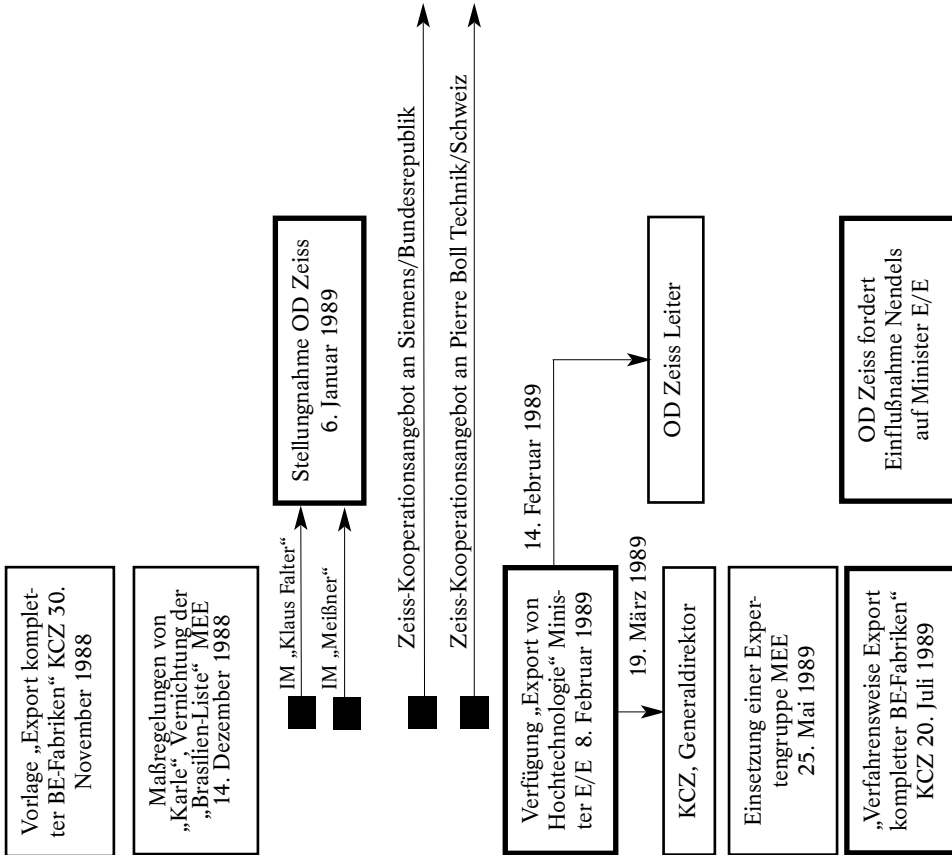 Vorlage „Export komplet-
ter BE-Fabriken“ KCZ 30.
November 1988
Maßregelungen von
„Karle“, Vernichtung der
„Brasilien-Liste“ MEE
14. Dezember 1988
IM „Klaus Falter“
IM „Meißner“
Stellungnahme OD Zeiss
6. Januar 1989
Zeiss-Kooperationsangebot an Siemens/Bundesrepublik
Zeiss-Kooperationsangebot an Pierre Boll Technik/Schweiz
Verfügung „Export von
Hochtechnologie“ Minis-
ter E/E 8. Februar 1989
14. Februar 1989
19. März 1989
OD Zeiss Leiter
KCZ, Generaldirektor
Einsetzung einer Exper-
tengruppe MEE
25. Mai 1989
„Verfahrensweise Export
kompletter BE-Fabriken“
KCZ 20. Juli 1989
OD Zeiss fordert
Einflußnahme Nendels
auf Minister E/E